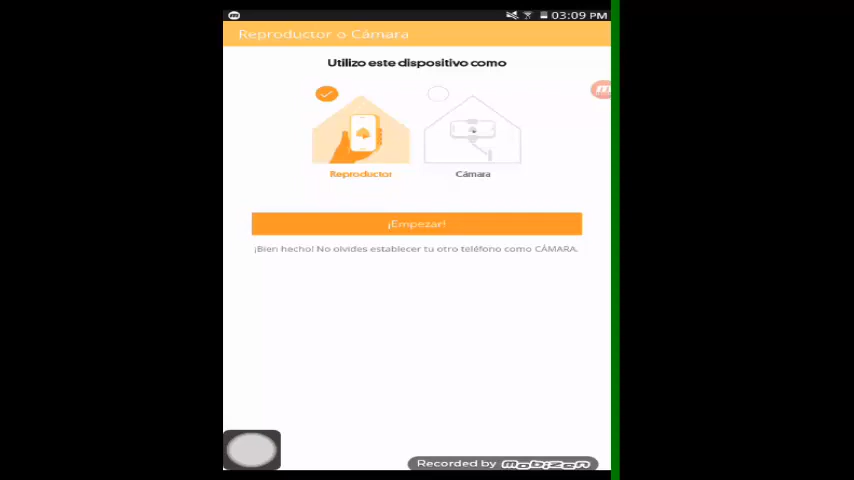 03:09 PM
Reproductor o Cámara
Utilizo este dispositivo como
Reproductor
Cámara
¡Empezar!
¡Bien hecho! No olvides establecer tu otro teléfono como CÁMARA.
Recorded by mobizen